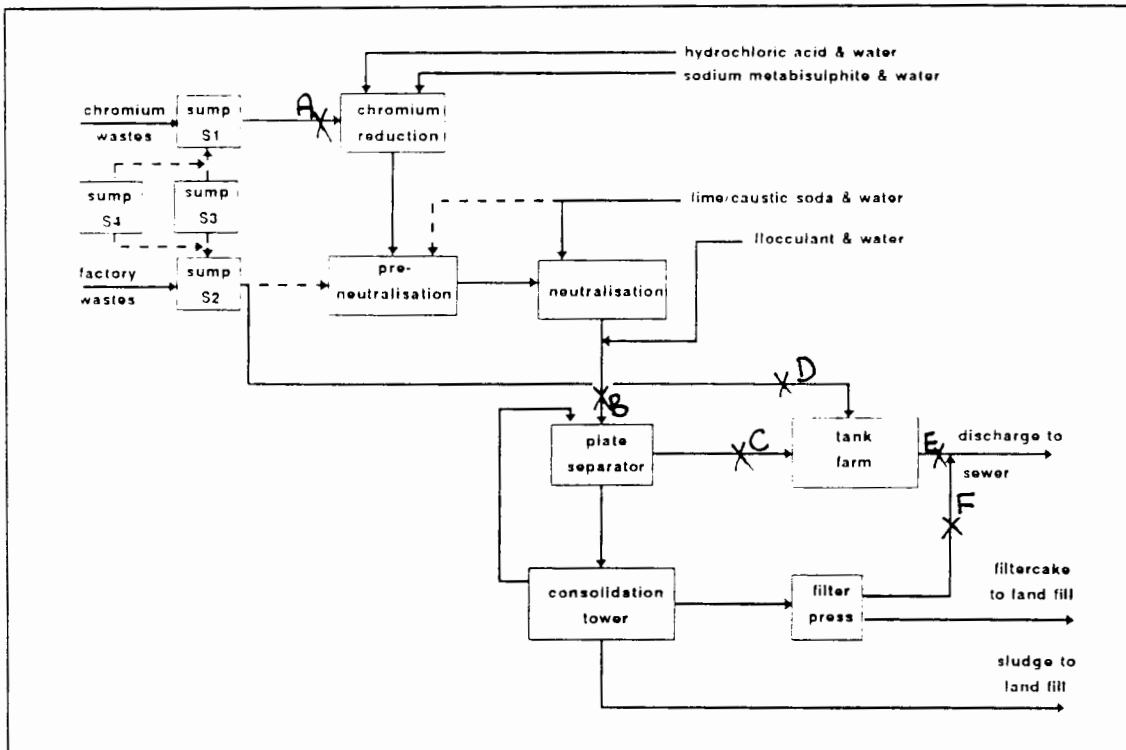 hydrochloric acid & water
sodium metabisulphite & water
chromium
wastes
sump
S1
A
chromium
reduction
sump
S4
sump
S3
lime/caustic soda & water
flocculant & water
factory
wastes
sump
S2
pre-
neutralisation
neutralisation
D
B
plate
separator
C
tank
farm
E
discharge to
sewer
F
consolidation
tower
filter
press
filtercake
to land fill
sludge to
land fill